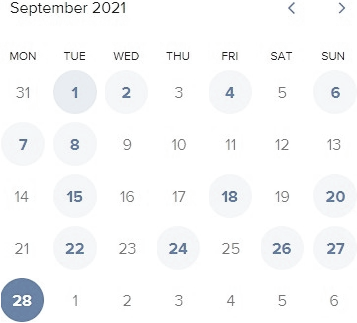 September 2021
MON TUE WED THU FRI SAT SUN
31 1 2 3 4 5 6
7 8 9 10 11 12 13
14 15 16 17 18 19 20
21 22 23 24 25 26 27
28 1 2 3 4 5 6